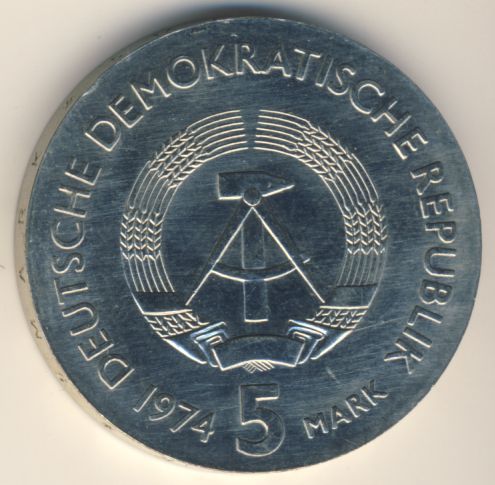 DEUTSCHE DEMOKRATISCHE REPUBLIK
1974 5 MARK